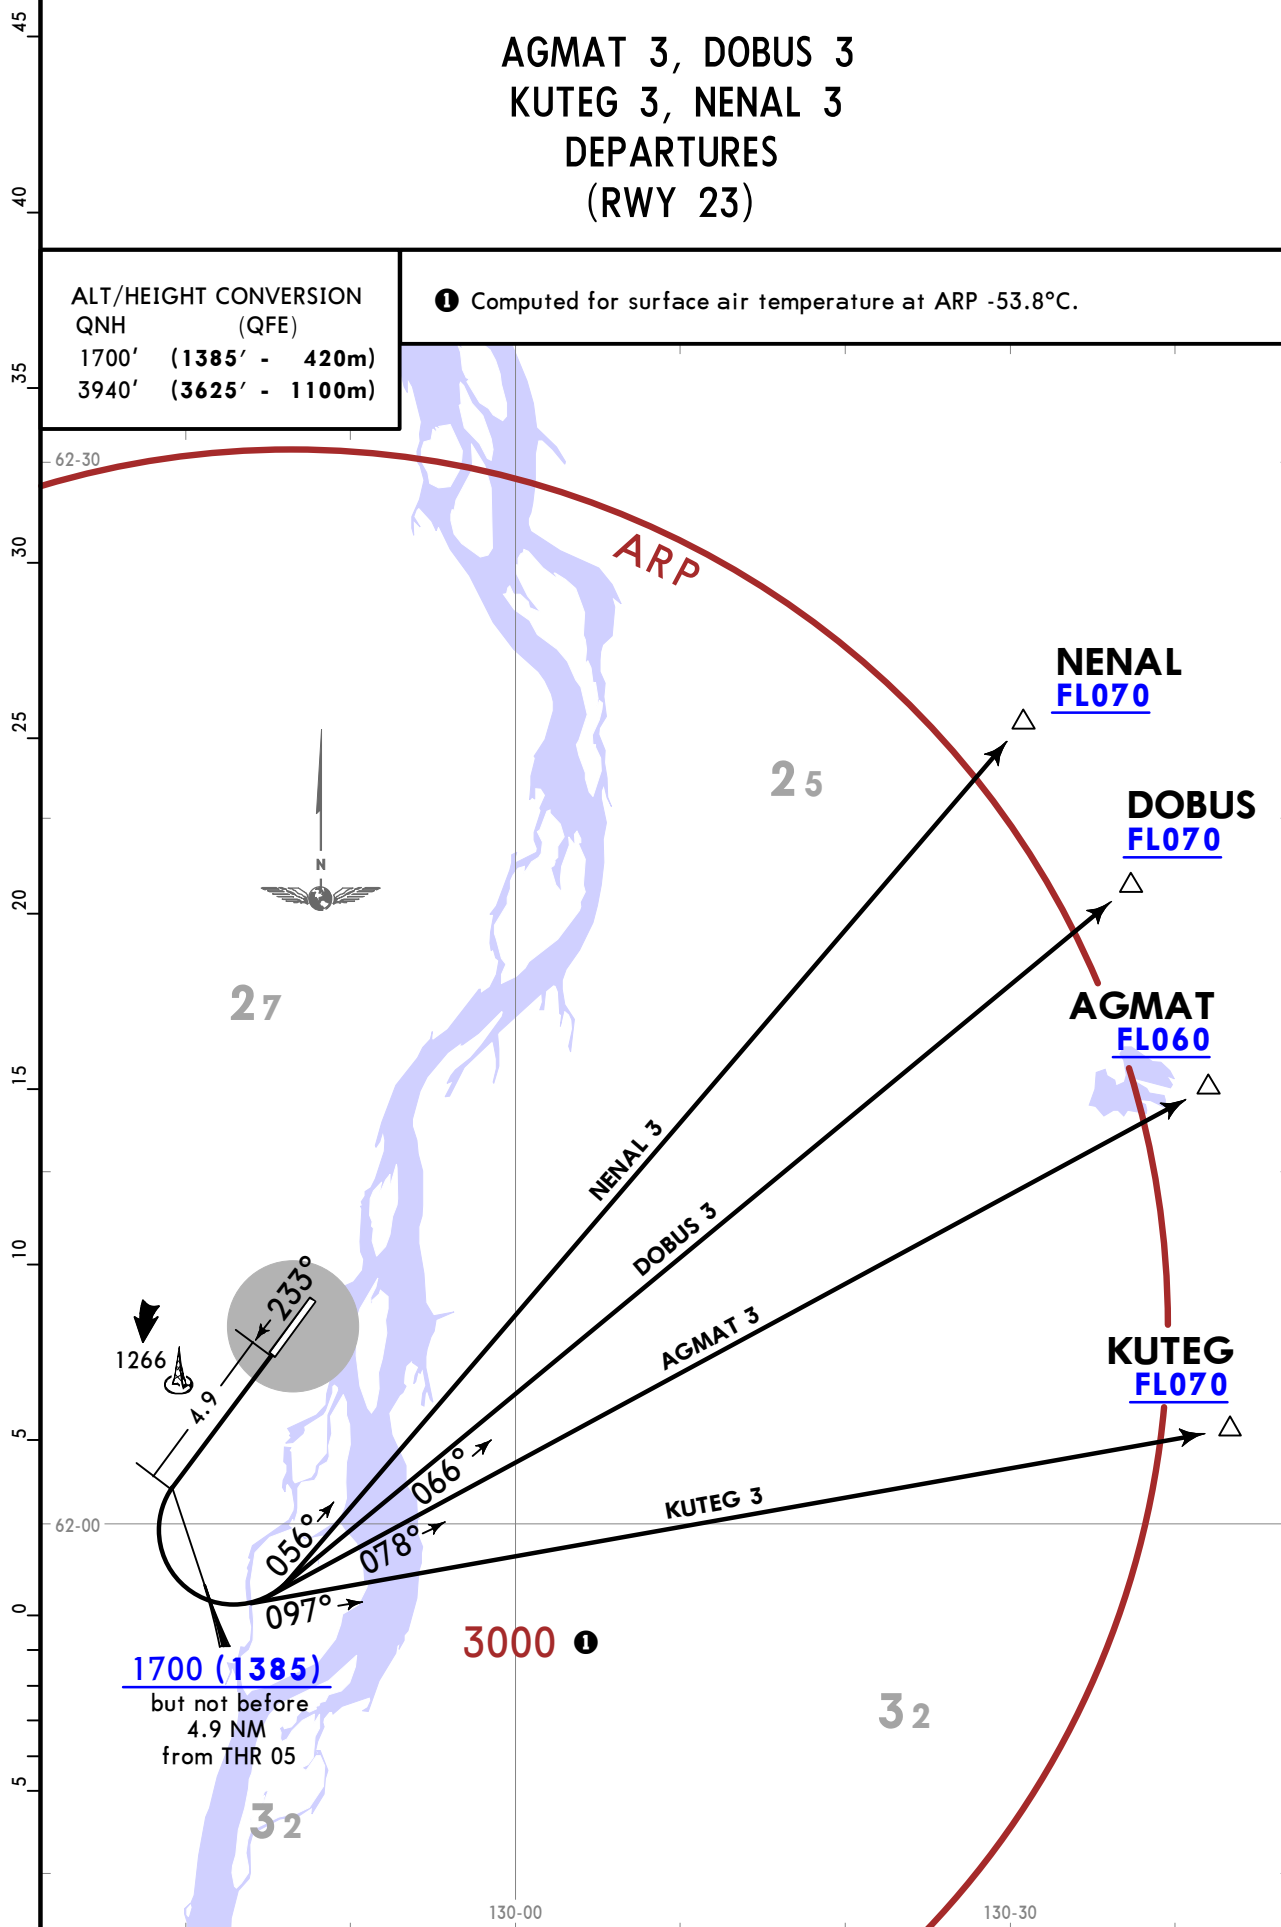 AGMAT 3, DOBUS 3
KUTEG 3, NENAL 3
DEPARTURES
(RWY 23)
ALT/HEIGHT CONVERSION
QNH (QFE)
1700' (1385' - 420m)
3940' (3625' - 1100m)
❶ Computed for surface air temperature at ARP -53.8°C.
45
40
35
30
25
20
15
10
5
0
5
62-30
ARP
NENAL
FL070
25
DOBUS
FL070
N
27
AGMAT
FL060
NENAL 3
DOBUS 3
AGMAT 3
233°
1266
4.9
KUTEG
FL070
066°
KUTEG 3
62-00
056°
078°
097°
3000 ❶
1700 (1385)
but not before
4.9 NM
from THR 05
32
32
130-00
130-30